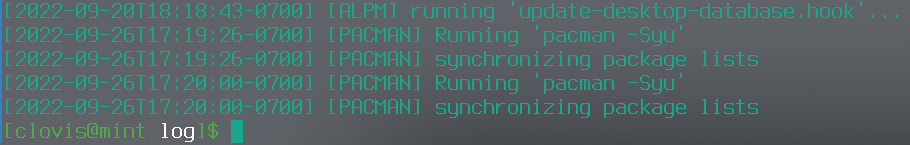 [2022-09-20T18:18:43-0700] [ALPM] running 'update-desktop-database.hook'...
[2022-09-26T17:19:26-0700] [PACMAN] Running 'pacman -Syu'
[2022-09-26T17:19:26-0700] [PACMAN] synchronizing package lists
[2022-09-26T17:20:00-0700] [PACMAN] Running 'pacman -Syu'
[2022-09-26T17:20:00-0700] [PACMAN] synchronizing package lists
[clovis@mint log]$